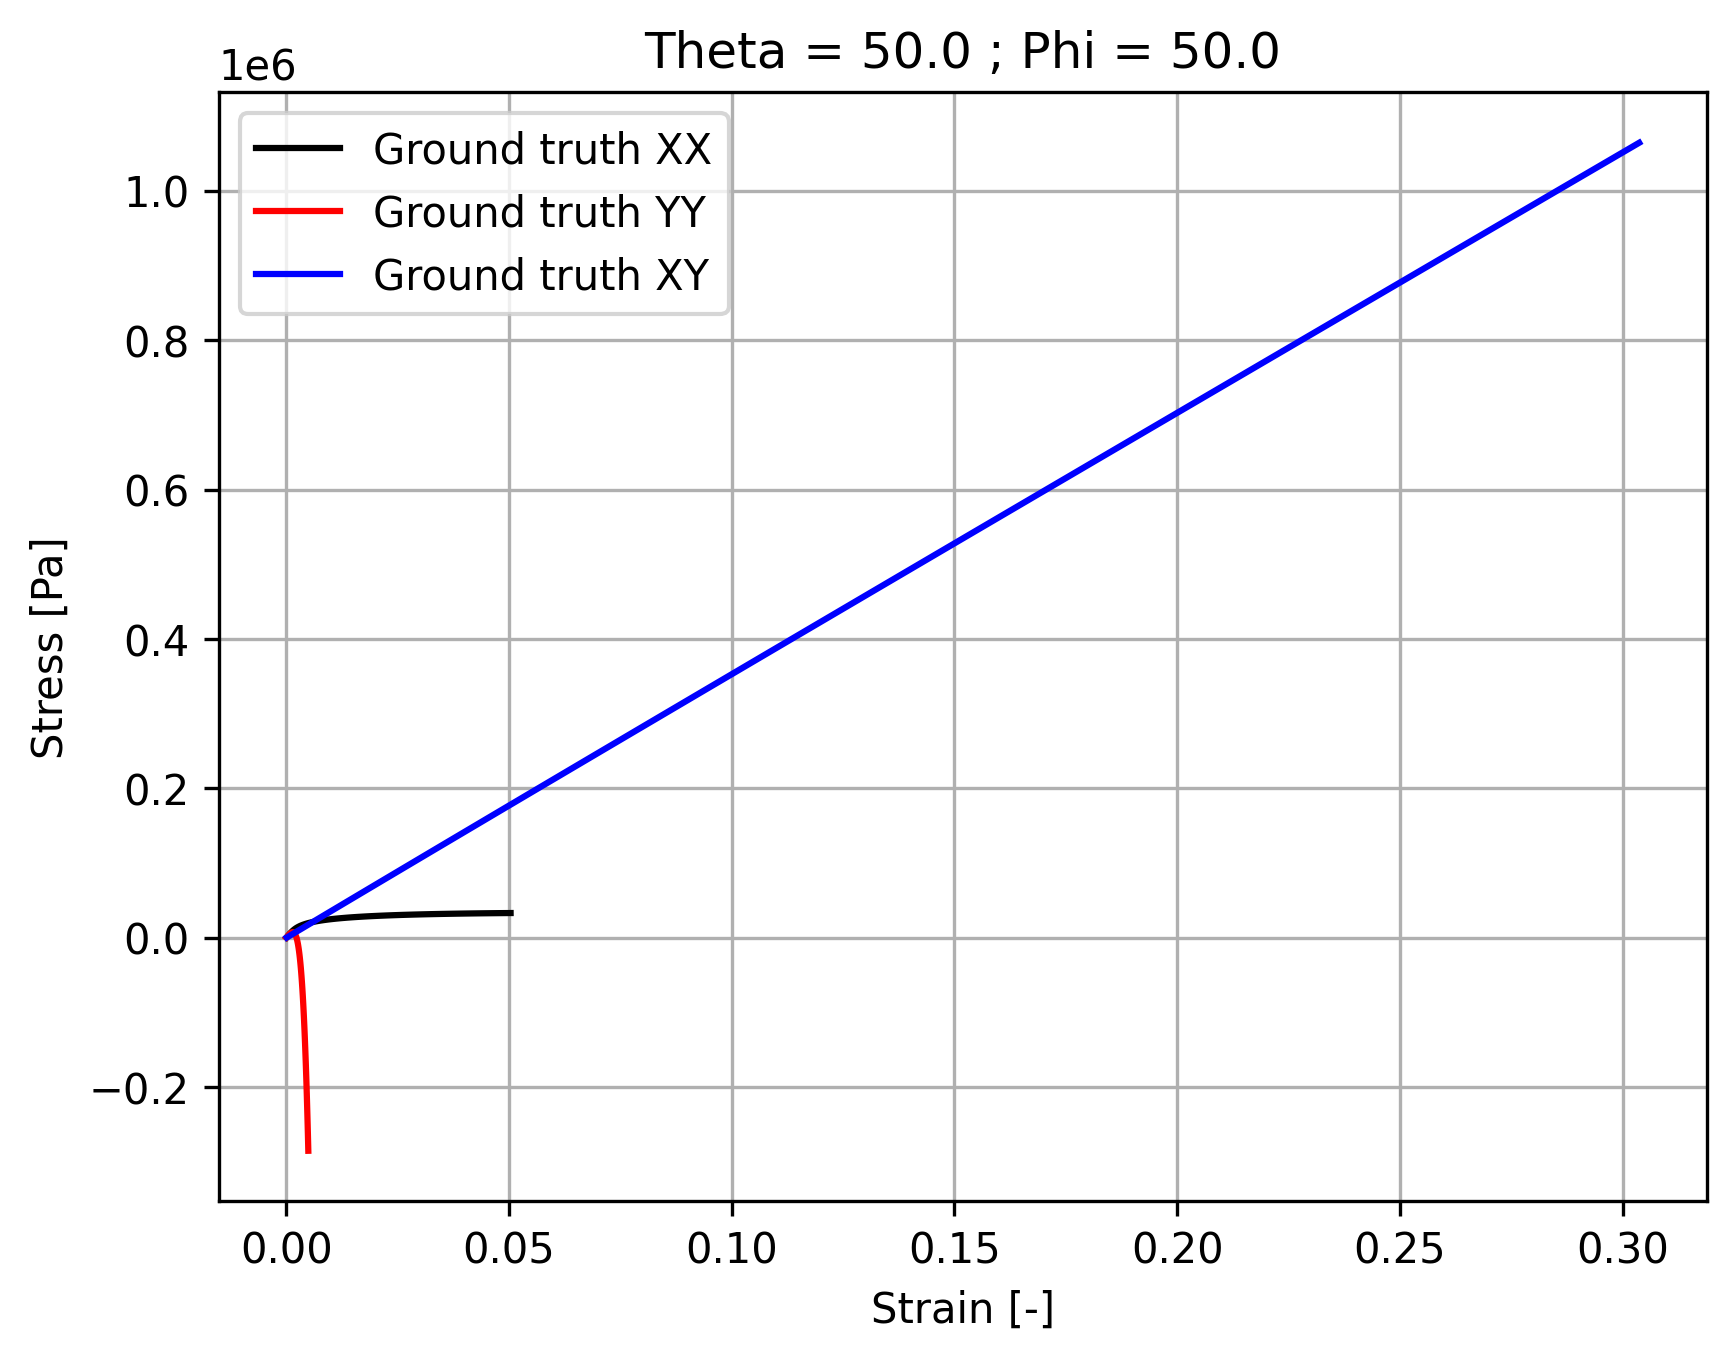 Theta = 50.0 ; Phi = 50.0
1e6
Ground truth XX
Ground truth YY
Ground truth XY
1.0
0.8
0.6
0.4
0.2
0.0
−0.2
Stress [Pa]
0.00 0.05 0.10 0.15 0.20 0.25 0.30
Strain [-]